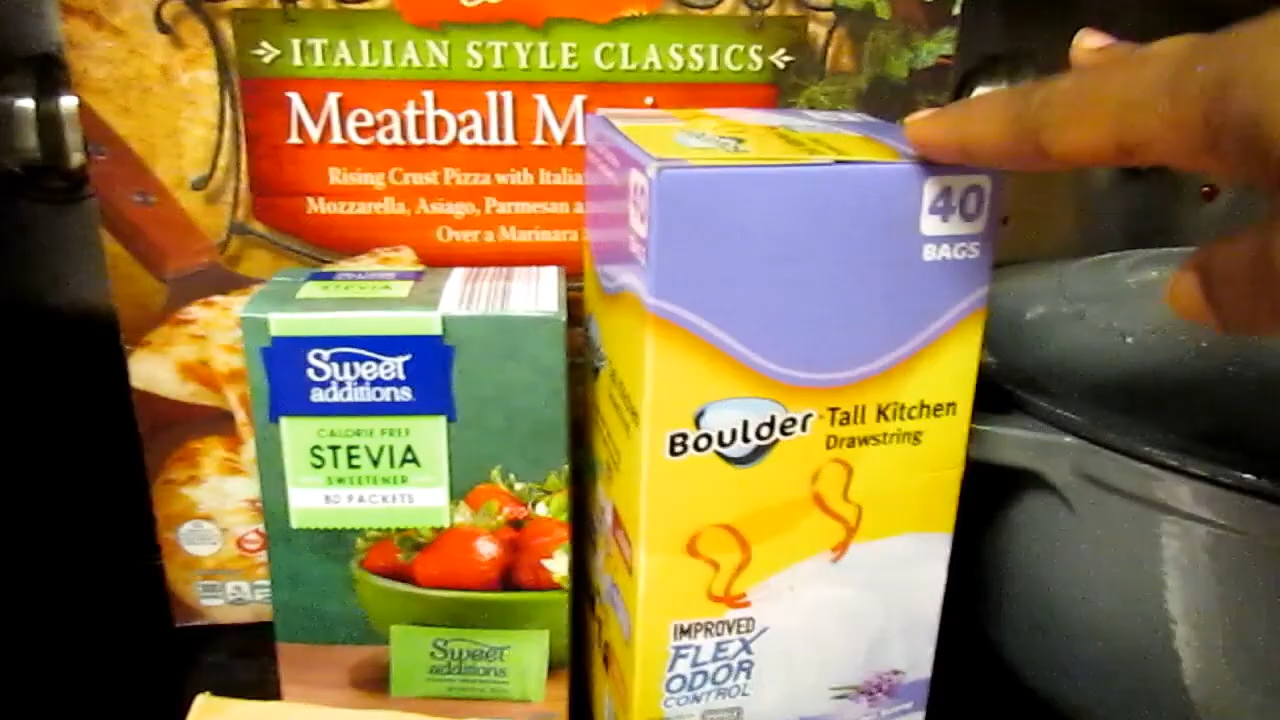 ITALIAN STYLE CLASSICS
Meatball
Rising Crust Pizza with
Mozzarella, Asiago, Parmesan
Over a Marinara
STEVIA
Sweet
additions
CALORIE FREE
STEVIA
SWEETENER
80 PACKETS
Sweet
additions
40
BAGS
Boulder
Tall Kitchen
Drawstring
IMPROVED
FLEX
ODOR
CONTROL